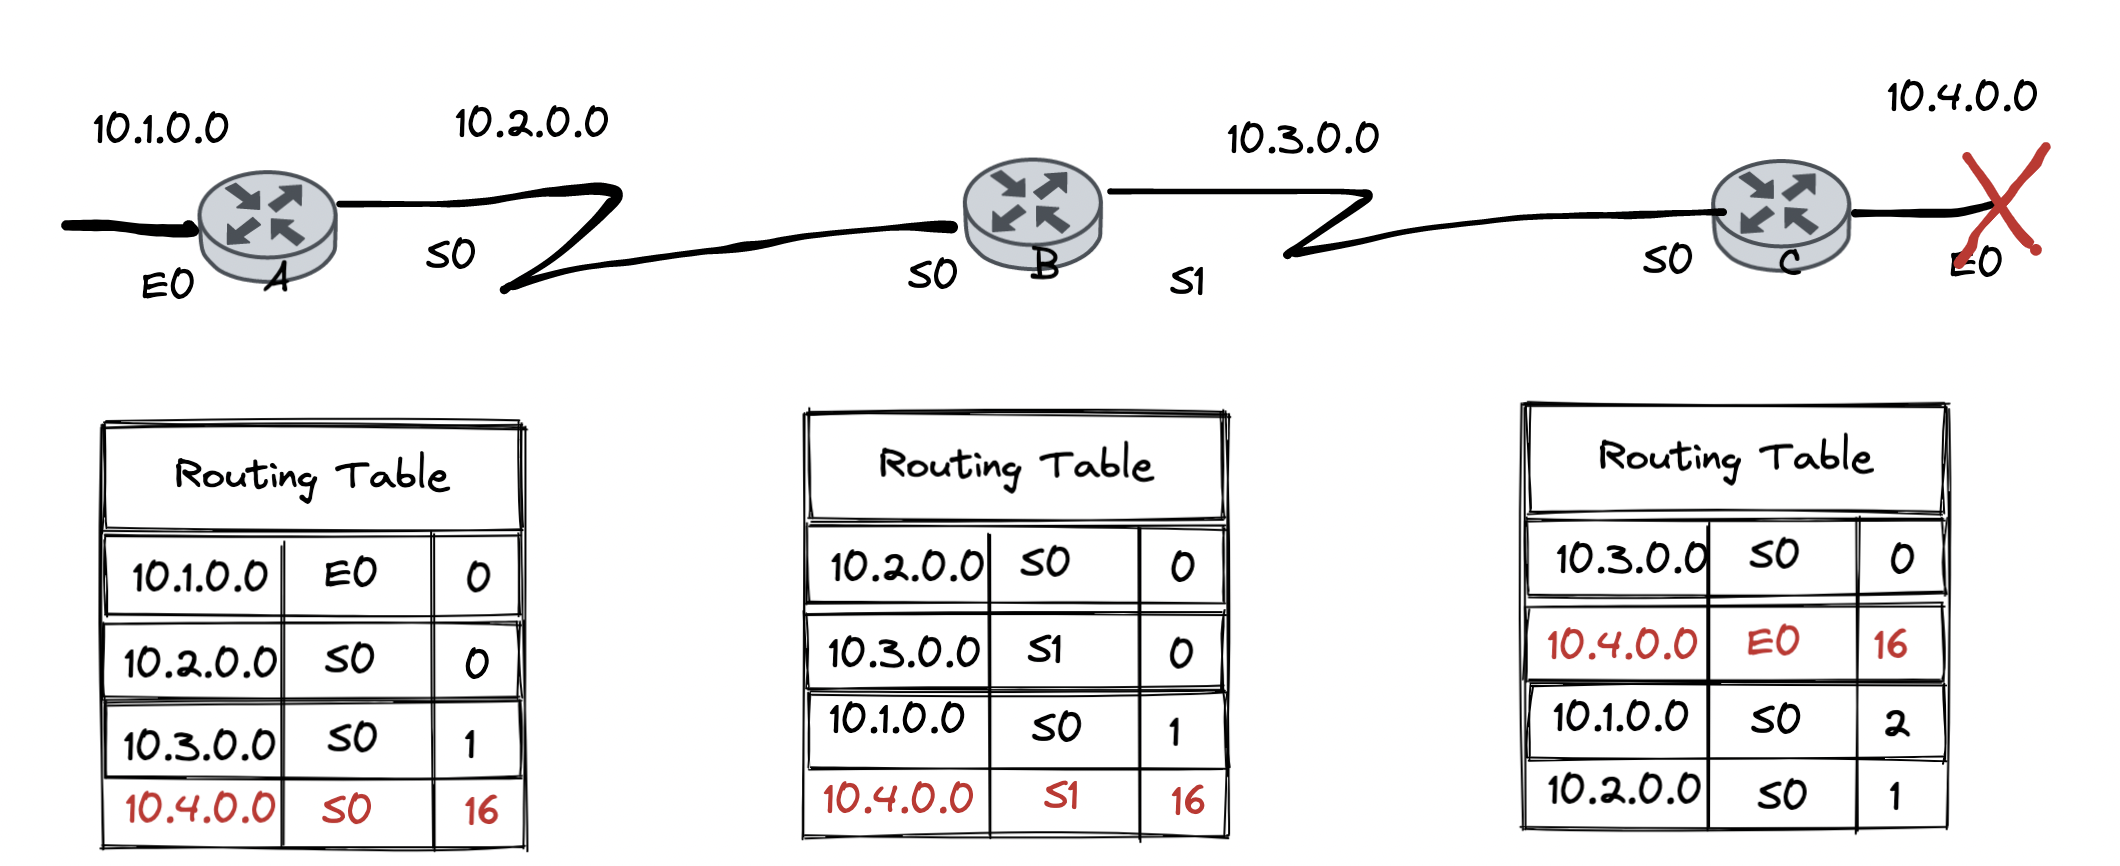 10.4.0.0
10.1.0.0
10.2.0.0
10.3.0.0
E0
A
S0
S0
B
S1
S0
C
E0
Routing Table
10.1.0.0 E0 0
10.2.0.0 S0 0
10.3.0.0 S0 1
10.4.0.0 S0 16
Routing Table
10.2.0.0 S0 0
10.3.0.0 S1 0
10.1.0.0 S0 1
10.4.0.0 S1 16
Routing Table
10.3.0.0 S0 0
10.4.0.0 E0 16
10.1.0.0 S0 2
10.2.0.0 S0 1